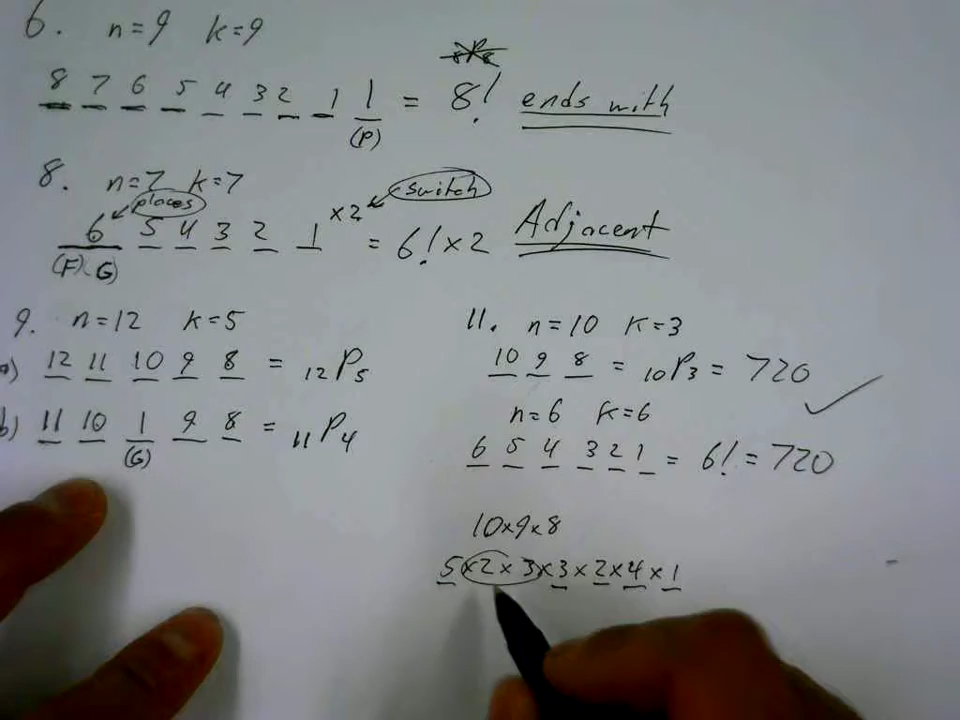 6. n=9 k=9
8 7 6 5 4 3 2 1 1 = 8! ends with
(P)
8. n=7 k=7
places
switch
6 5 4 3 2 1 ×2 = 6! ×2 Adjacent
(F)(G)
9. n=12 k=5
a) 12 11 10 9 8 = 12P5
b) 11 10 1 9 8 = 11P4
(G)
11. n=10 K=3
10 9 8 = 10P3 = 720
n=6 K=6
6 5 4 3 2 1 = 6! = 720
10×9×8
5×2×3×3×2×4×1